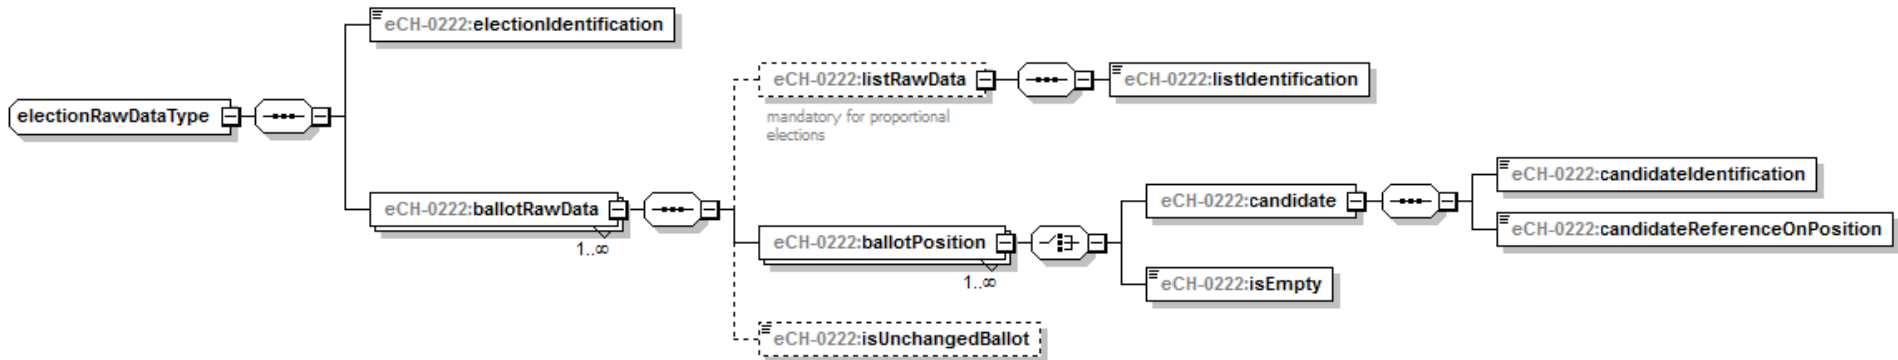 eCH-0222:electionIdentification
eCH-0222:listRawData
eCH-0222:listIdentification
mandatory for proportional
elections
electionRawDataType
eCH-0222:ballotRawData
1..∞
eCH-0222:ballotPosition
1..∞
eCH-0222:candidate
eCH-0222:candidateIdentification
eCH-0222:candidateReferenceOnPosition
eCH-0222:isEmpty
eCH-0222:isUnchangedBallot